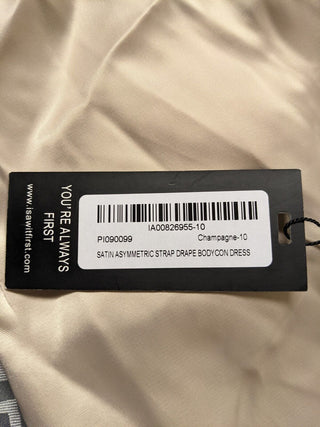 YOU'RE ALWAYS
FIRST
www.isawitfirst.com
IA00826955-10
PI090099 Champagne-10
SATIN ASYMMETRIC STRAP DRAPE BODYCON DRESS